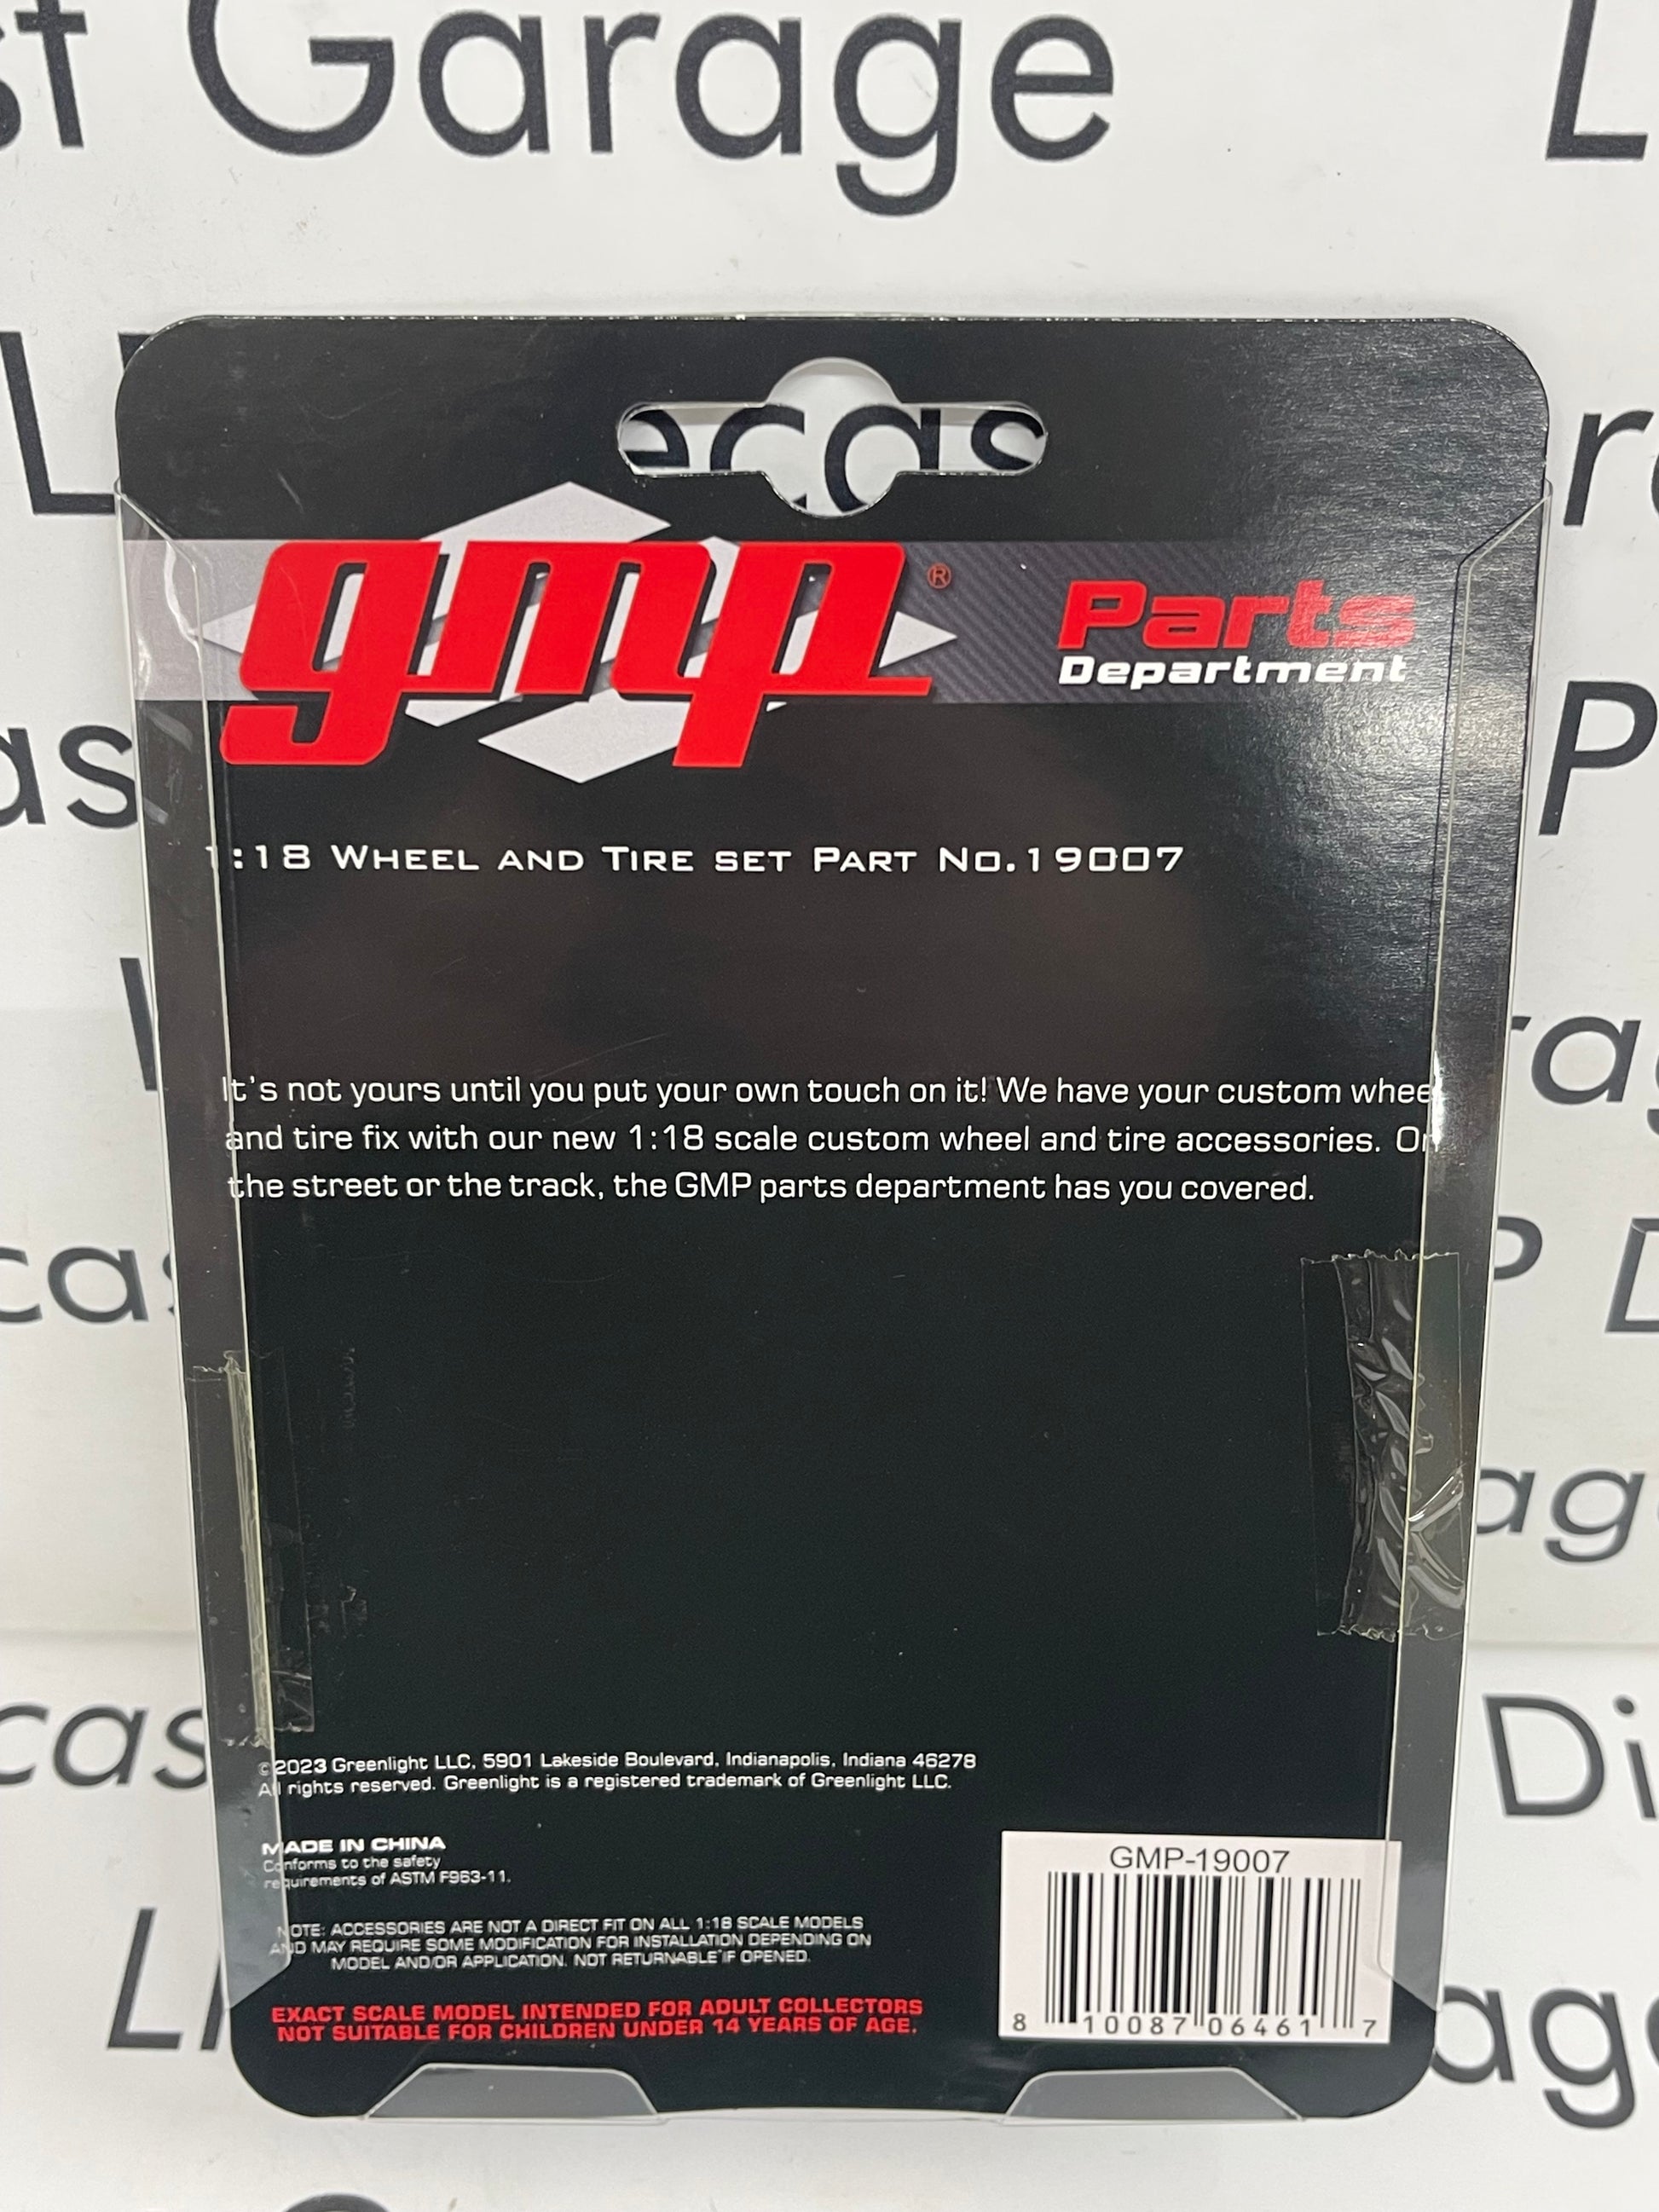 st Garage L
ecas
gmp®
Parts
Department
1:18 WHEEL AND TIRE SET PART NO.19007
It's not yours until you put your own touch on it! We have your custom wheel
and tire fix with our new 1:18 scale custom wheel and tire accessories. On
the street or the track, the GMP parts department has you covered.
©2023 Greenlight LLC, 5901 Lakeside Boulevard, Indianapolis, Indiana 46278
All rights reserved. Greenlight is a registered trademark of Greenlight LLC.
MADE IN CHINA
Conforms to the safety
requirements of ASTM F963-11.
NOTE: ACCESSORIES ARE NOT A DIRECT FIT ON ALL 1:18 SCALE MODELS
AND MAY REQUIRE SOME MODIFICATION FOR INSTALLATION DEPENDING ON
MODEL AND/OR APPLICATION. NOT RETURNABLE IF OPENED.
EXACT SCALE MODEL INTENDED FOR ADULT COLLECTORS
NOT SUITABLE FOR CHILDREN UNDER 14 YEARS OF AGE.
GMP-19007
8 10087 06461 7